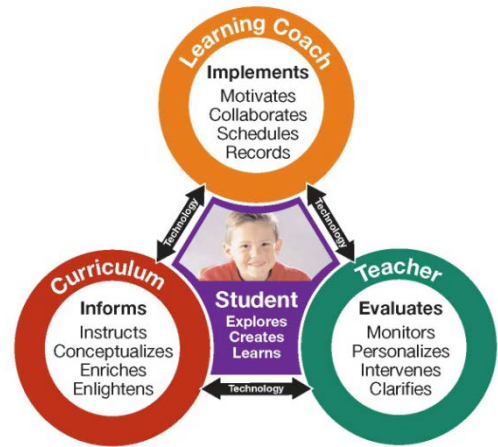 Learning Coach
Implements
Motivates
Collaborates
Schedules
Records
Technology
Technology
Curriculum
Informs
Instructs
Conceptualizes
Enriches
Enlightens
Student
Explores
Creates
Learns
Teacher
Evaluates
Monitors
Personalizes
Intervenes
Clarifies
Technology